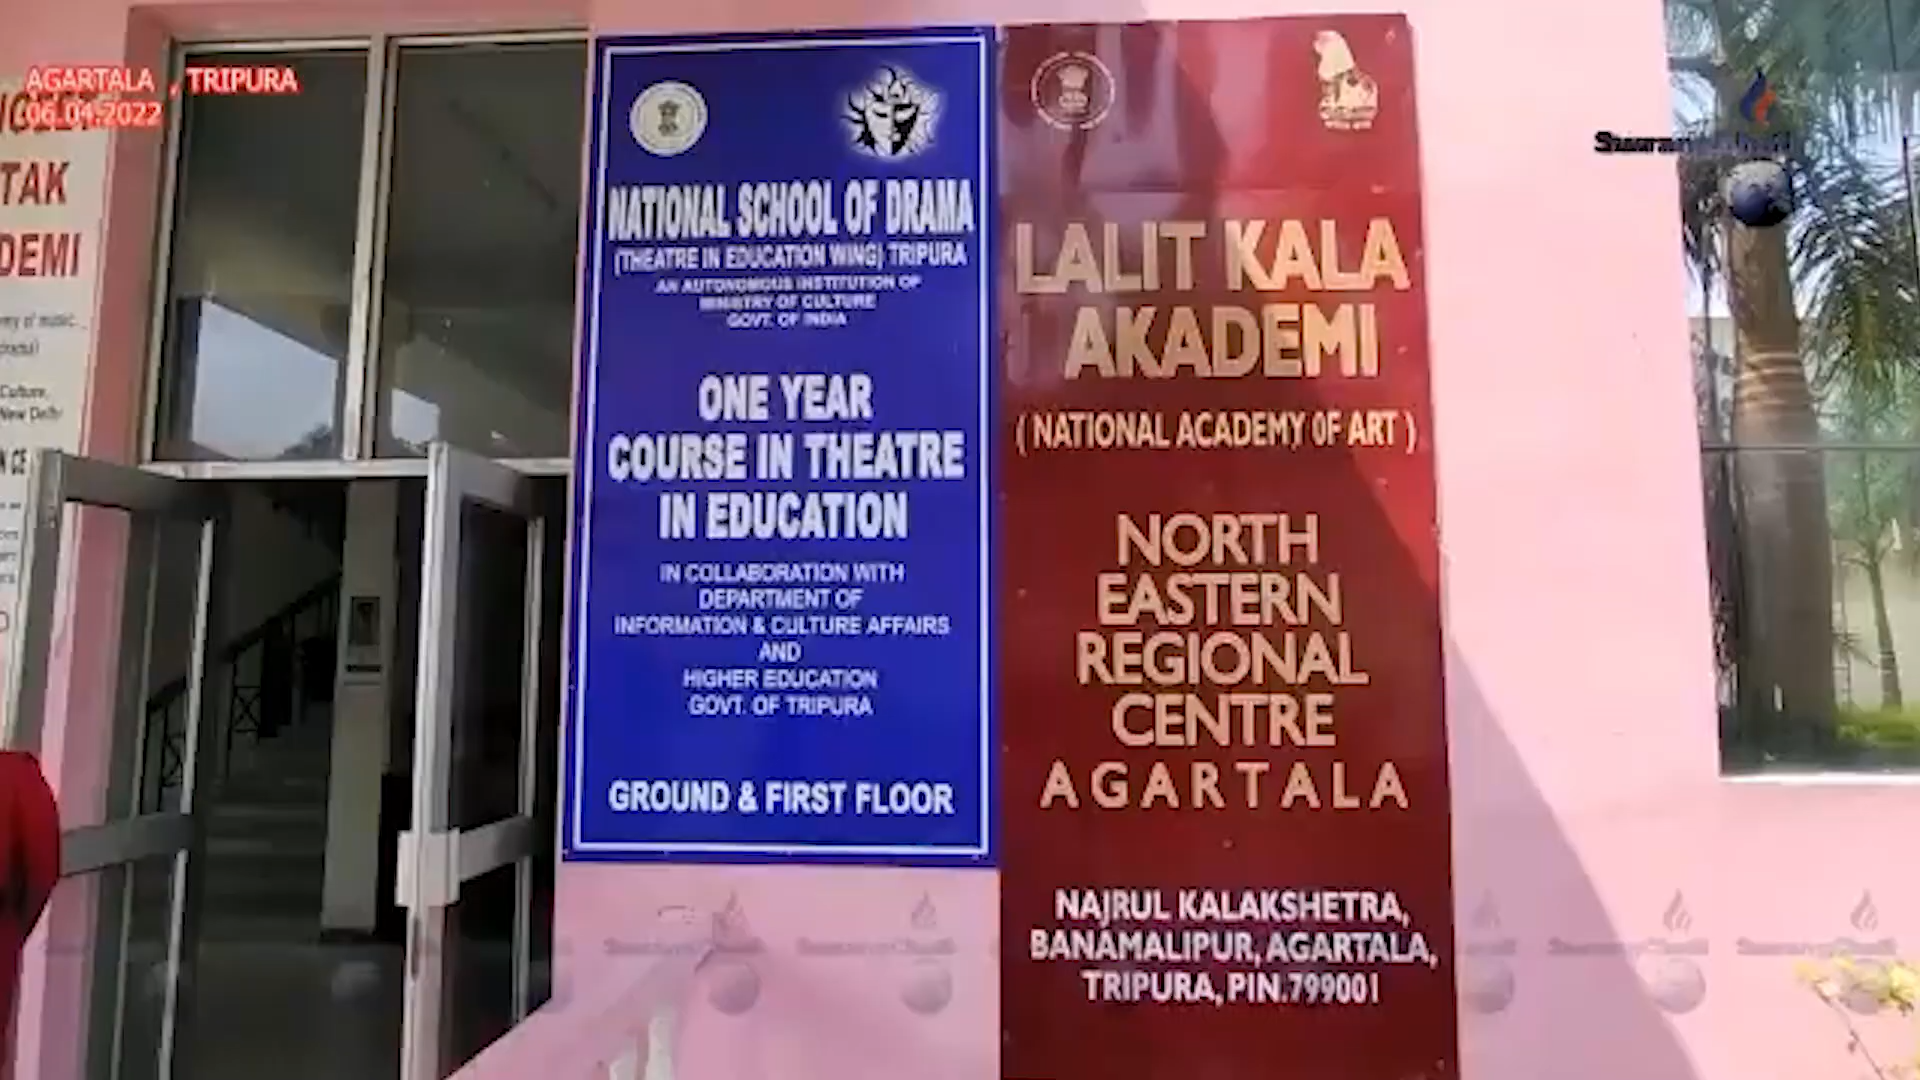 AGARTALA , TRIPURA
06.04.2022
TAK
DEMI
Culture,
New Delhi
NATIONAL SCHOOL OF DRAMA
(THEATRE IN EDUCATION WING) TRIPURA
AN AUTONOMOUS INSTITUTION OF
MINISTRY OF CULTURE
GOVT. OF INDIA
ONE YEAR
COURSE IN THEATRE
IN EDUCATION
IN COLLABORATION WITH
DEPARTMENT OF
INFORMATION & CULTURE AFFAIRS
AND
HIGHER EDUCATION
GOVT. OF TRIPURA
GROUND & FIRST FLOOR
LALIT KALA
AKADEMI
( NATIONAL ACADEMY OF ART )
NORTH
EASTERN
REGIONAL
CENTRE
AGARTALA
NAJRUL KALAKSHETRA,
BANAMALIPUR, AGARTALA,
TRIPURA, PIN.799001